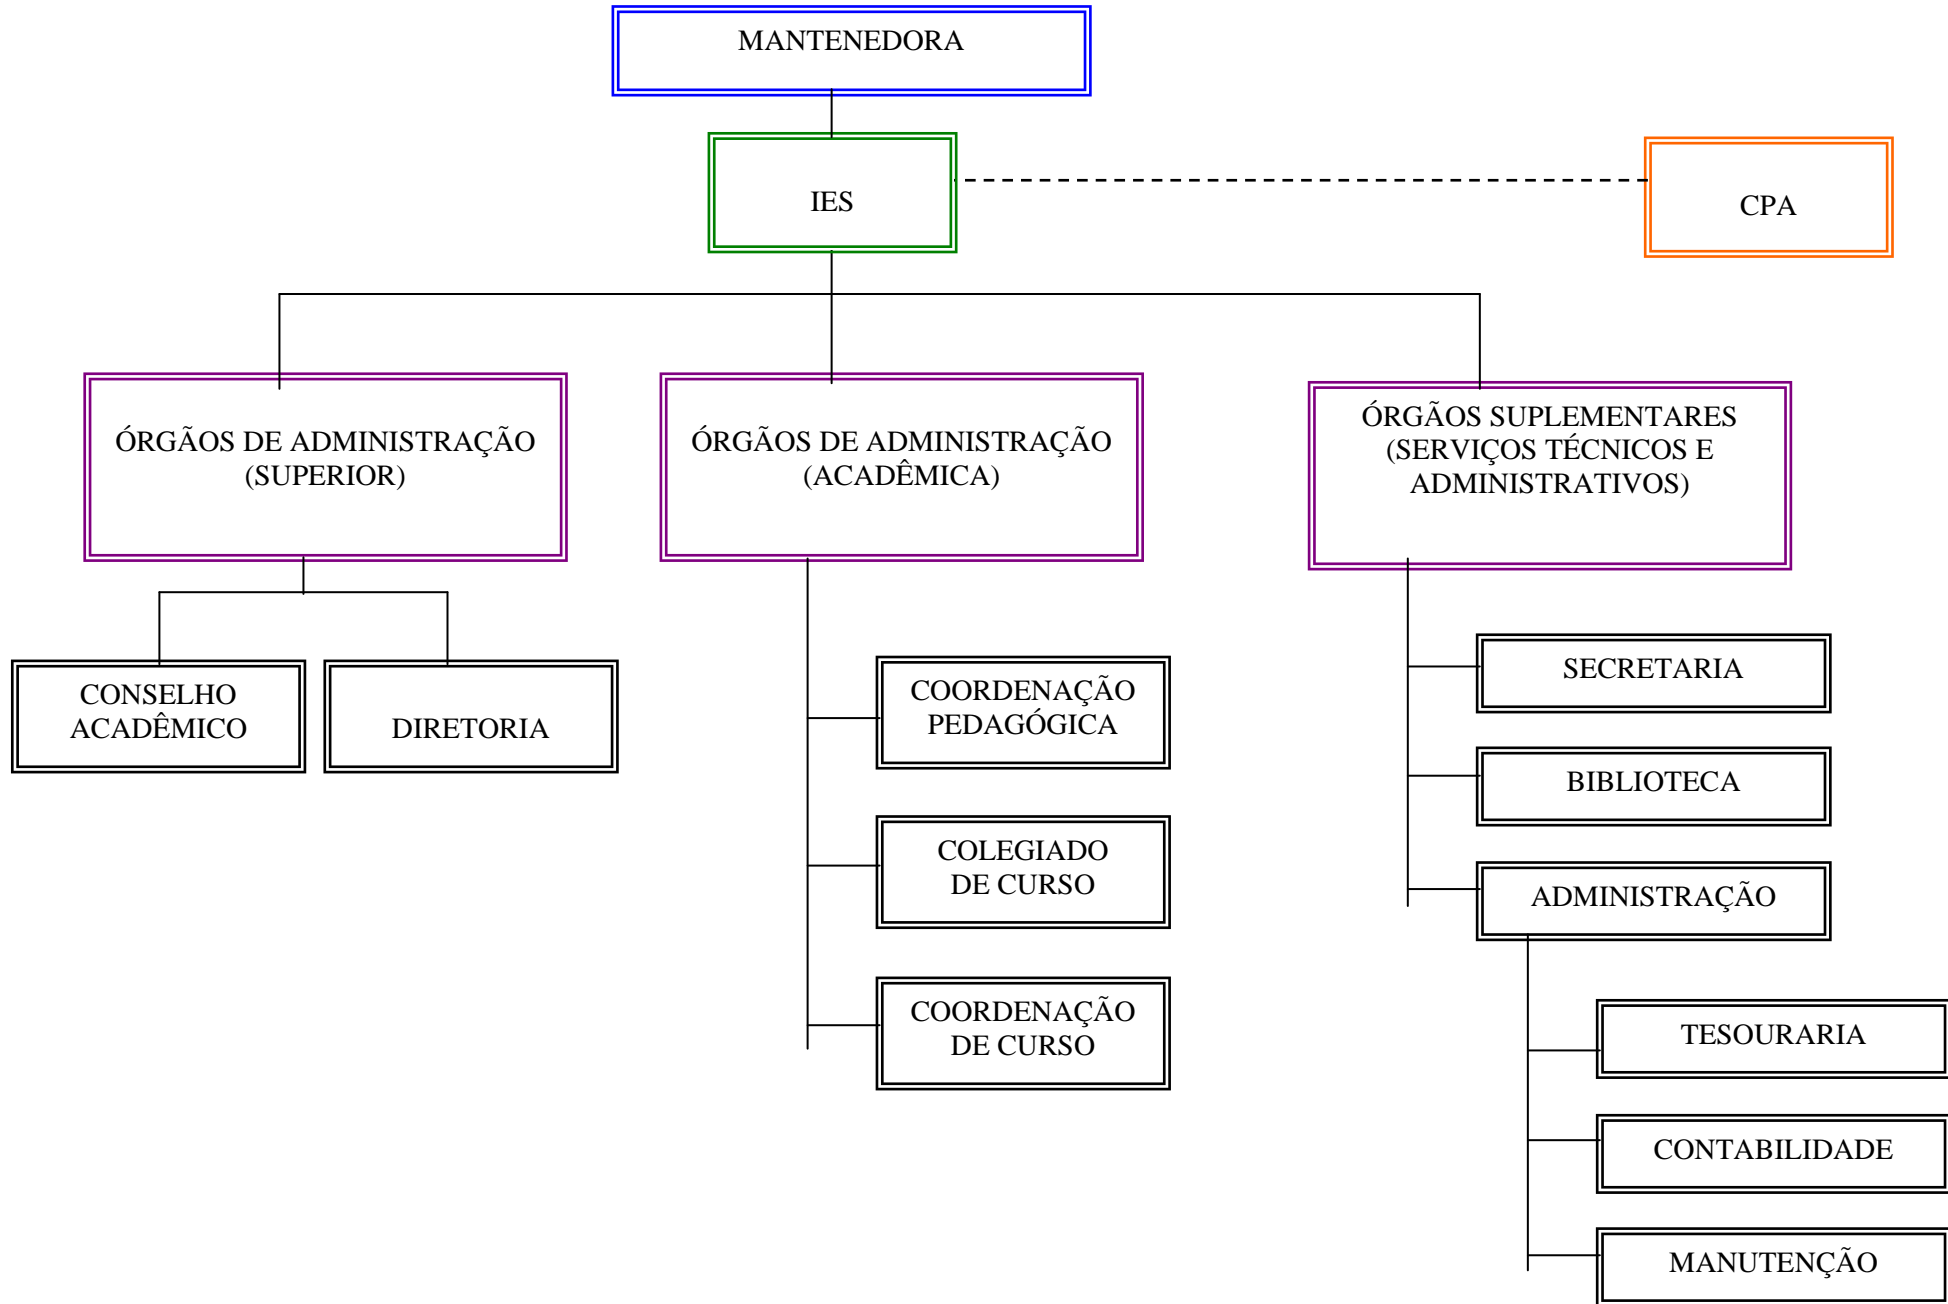 MANTENEDORA
IES
CPA
ÓRGÃOS DE ADMINISTRAÇÃO
(SUPERIOR)
ÓRGÃOS DE ADMINISTRAÇÃO
(ACADÊMICA)
ÓRGÃOS SUPLEMENTARES
(SERVIÇOS TÉCNICOS E
ADMINISTRATIVOS)
CONSELHO
ACADÊMICO
DIRETORIA
COORDENAÇÃO
PEDAGÓGICA
COLEGIADO
DE CURSO
COORDENAÇÃO
DE CURSO
SECRETARIA
BIBLIOTECA
ADMINISTRAÇÃO
TESOURARIA
CONTABILIDADE
MANUTENÇÃO